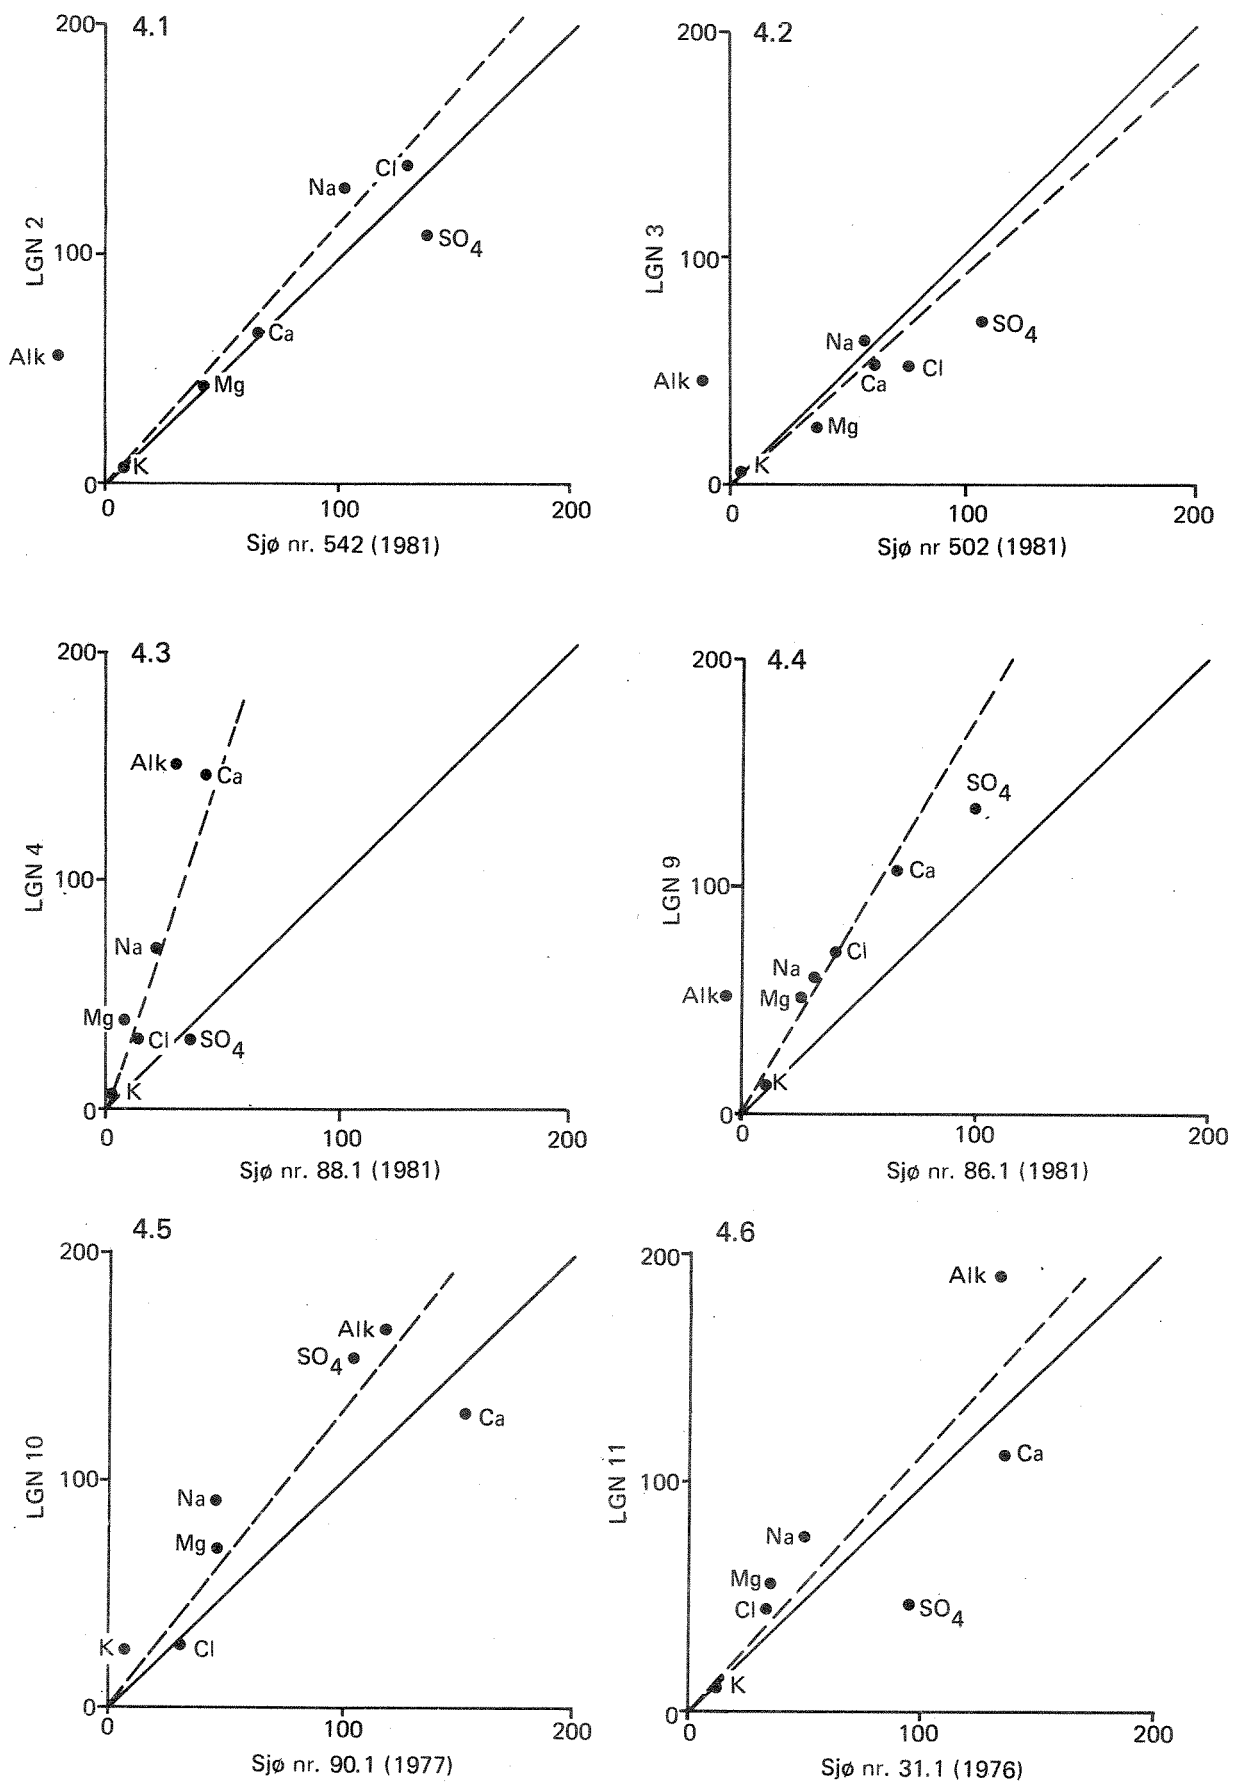 4.1
200
100
0
LGN 2
Na
Cl
SO4
Ca
Alk
Mg
K
0 100 200
Sjø nr. 542 (1981)
4.2
200
100
0
LGN 3
SO4
Na
Ca
Cl
Alk
Mg
K
0 100 200
Sjø nr 502 (1981)
4.3
200
100
0
LGN 4
Alk
Ca
Na
Mg
Cl
SO4
K
0 100 200
Sjø nr. 88.1 (1981)
4.4
200
100
0
LGN 9
SO4
Ca
Cl
Na
Alk
Mg
K
0 100 200
Sjø nr. 86.1 (1981)
4.5
200
100
0
LGN 10
Alk
SO4
Ca
Na
Mg
K
Cl
0 100 200
Sjø nr. 90.1 (1977)
4.6
200
100
0
LGN 11
Alk
Ca
Na
Mg
Cl
SO4
K
0 100 200
Sjø nr. 31.1 (1976)